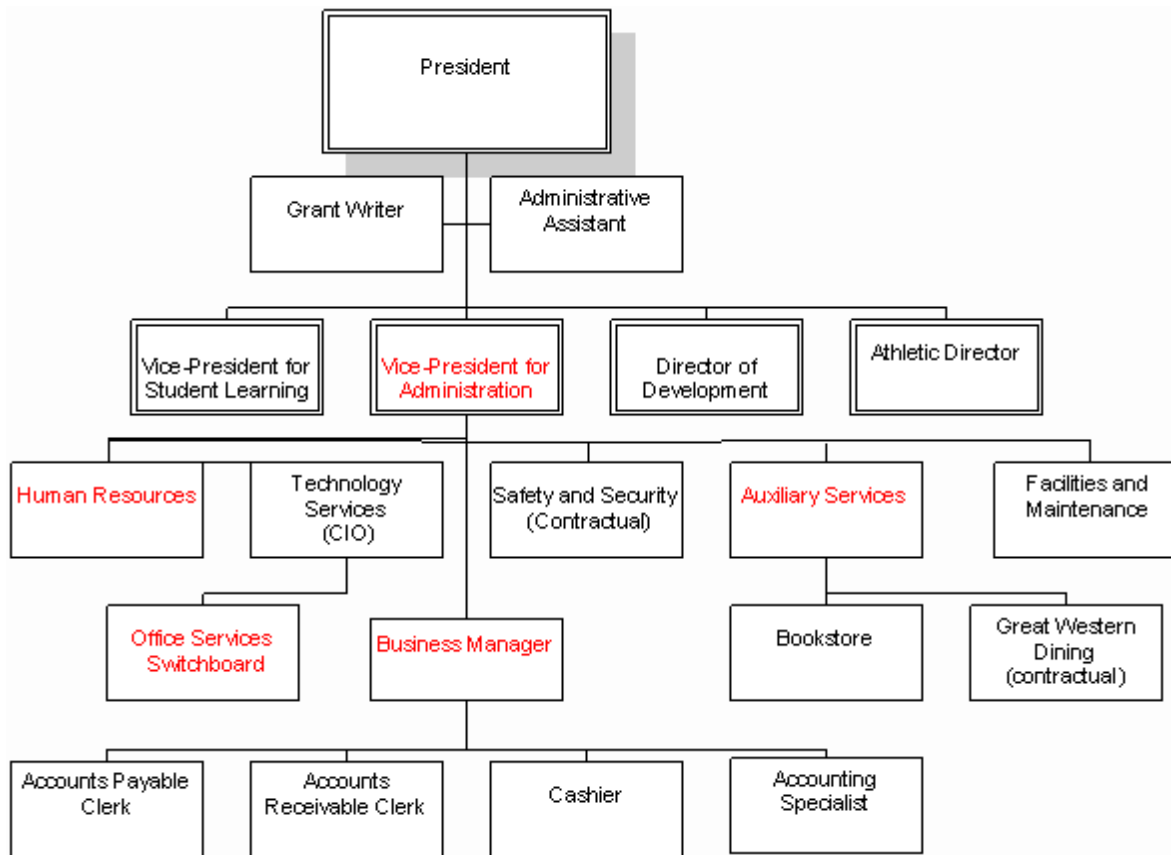 President
Grant Writer
Administrative
Assistant
Vice-President for
Student Learning
Vice-President for
Administration
Director of
Development
Athletic Director
Human Resources
Technology
Services
(CIO)
Safety and Security
(Contractual)
Auxiliary Services
Facilities and
Maintenance
Office Services
Switchboard
Business Manager
Bookstore
Great Western
Dining
(contractual)
Accounts Payable
Clerk
Accounts
Receivable Clerk
Cashier
Accounting
Specialist